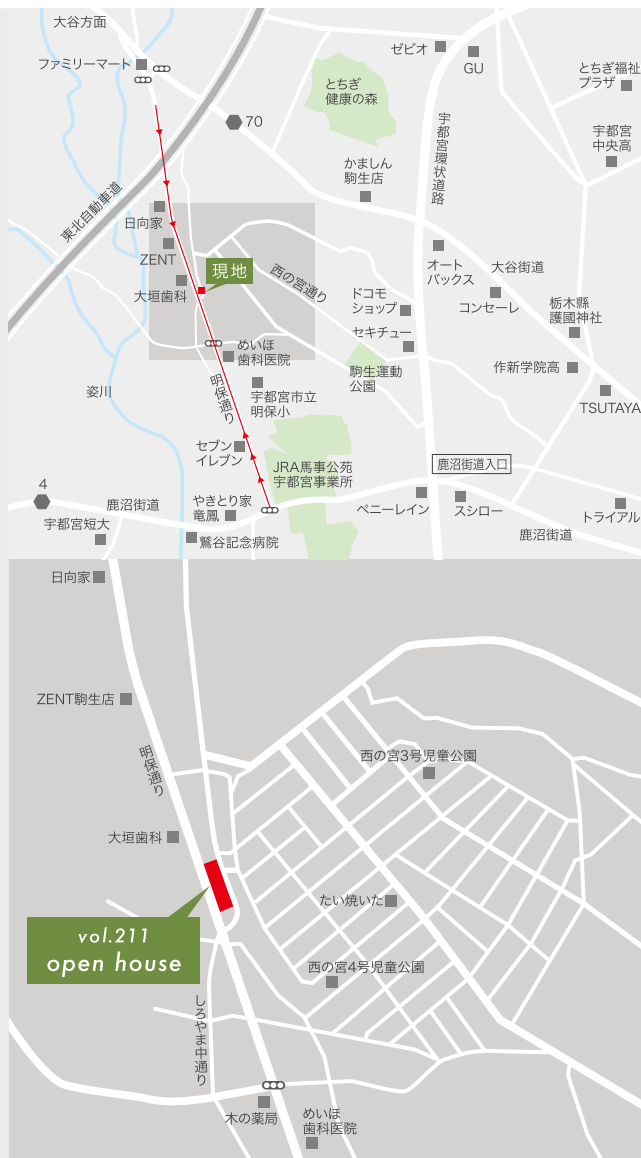 大谷方面
ファミリーマート
ゼビオ
GU
とちぎ
健康の森
とちぎ福祉
プラザ
70
宇都宮環状道路
宇都宮
中央高
かましん
駒生店
東北自動車道
日向家
ZENT
大垣歯科
現地
西の宮通り
オート
バックス
大谷街道
ドコモ
ショップ
コンセーレ
栃木縣
護國神社
セキチュー
めいほ
歯科医院
駒生運動
公園
作新学院高
姿川
明保通り
宇都宮市立
明保小
TSUTAYA
セブン
イレブン
JRA馬事公苑
宇都宮事業所
鹿沼街道入口
4
鹿沼街道
やきとり家
竜鳳
ペニーレイン
スシロー
トライアル
宇都宮短大
鷲谷記念病院
鹿沼街道
日向家
ZENT駒生店
明保通り
西の宮3号児童公園
大垣歯科
たい焼いた
vol.211
open house
西の宮4号児童公園
しろやま中通り
木の薬局
めいほ
歯科医院